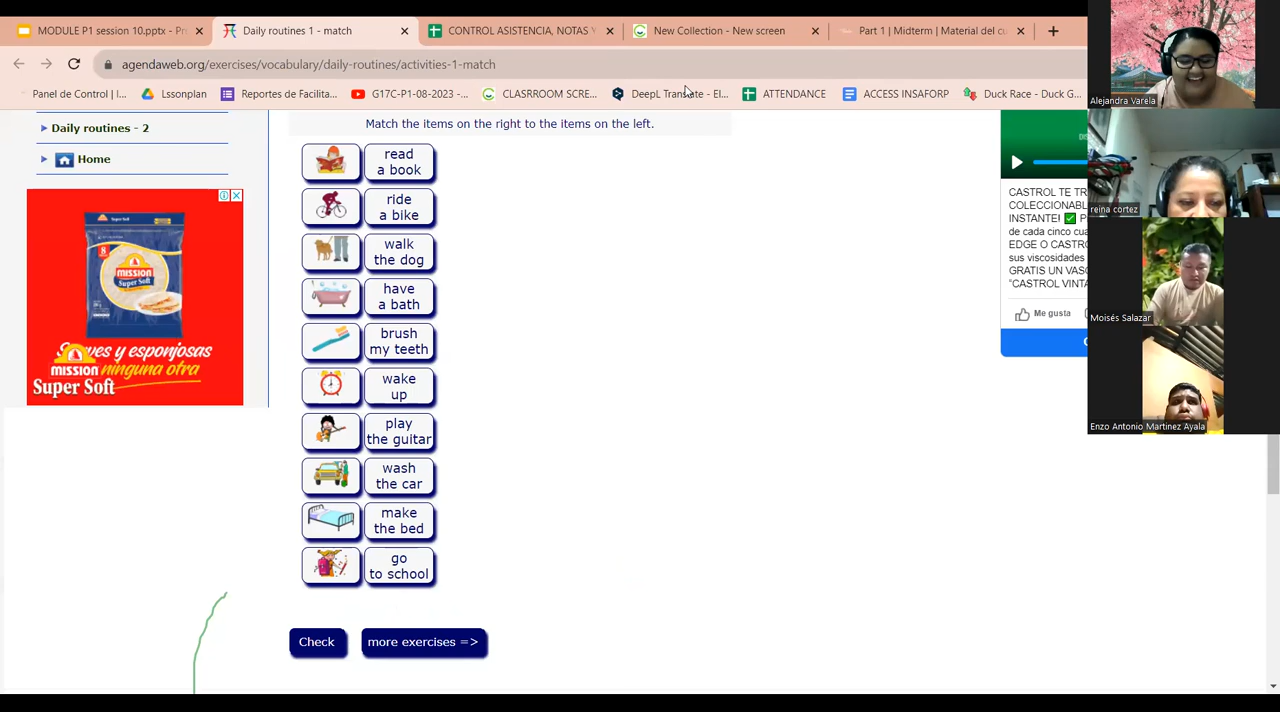 MODULE P1 session 10.pptx - Pr
Daily routines 1 - match
CONTROL ASISTENCIA, NOTAS Y
New Collection - New screen
Part 1 | Midterm | Material del cu
agendaweb.org/exercises/vocabulary/daily-routines/activities-1-match
Panel de Control | I...
Lssonplan
Reportes de Facilita...
G17C-P1-08-2023 -...
CLASRROOM SCRE...
DeepL Translate - El...
ATTENDANCE
ACCESS INSAFORP
Duck Race - Duck G...
Daily routines - 2
Home
Match the items on the right to the items on the left.
read
a book
ride
a bike
walk
the dog
have
a bath
brush
my teeth
wake
up
play
the guitar
wash
the car
make
the bed
go
to school
Check
more exercises =>
MISSION
Super Soft
Suaves y esponjosas
MISSION ninguna otra
Super Soft
CASTROL TE TR
COLECCIONABL
INSTANTE! ✅ P
de cada cinco cua
EDGE O CASTRO
sus viscosidades
GRATIS UN VASO
"CASTROL VINTA
Me gusta
Alejandra Varela
reina cortez
Moisés Salazar
Enzo Antonio Martinez Ayala